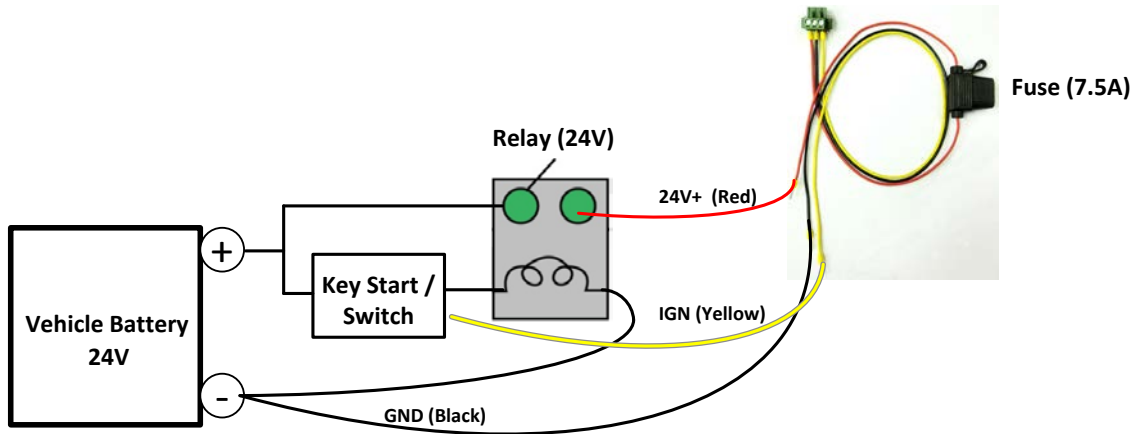 Fuse (7.5A)
Relay (24V)
24V+ (Red)
+
Key Start /
Switch
Vehicle Battery
24V
IGN (Yellow)
-
GND (Black)